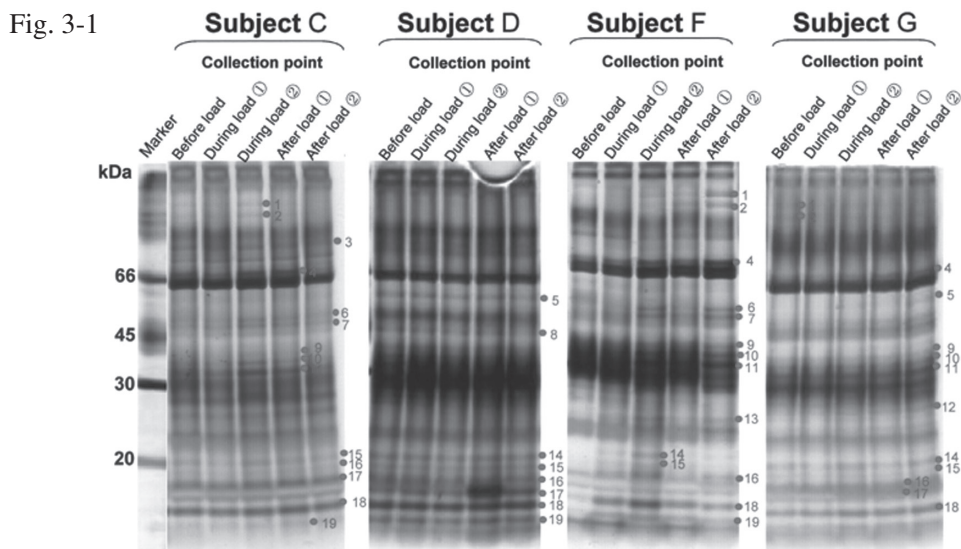 Fig. 3-1
Subject C
Subject D
Subject F
Subject G
Collection point
Collection point
Collection point
Collection point
Marker
Before load
During load ①
During load ②
After load ①
After load ②
Before load
During load ①
During load ②
After load ①
After load ②
Before load
During load ①
During load ②
After load ①
After load ②
Before load
During load ①
During load ②
After load ①
After load ②
kDa
66
45
30
20
1
2
3
6
7
9
15
16
17
18
19
5
8
14
15
16
17
18
19
1
2
4
6
7
9
10
11
13
14
15
16
18
19
4
5
9
10
11
12
14
15
16
17
18